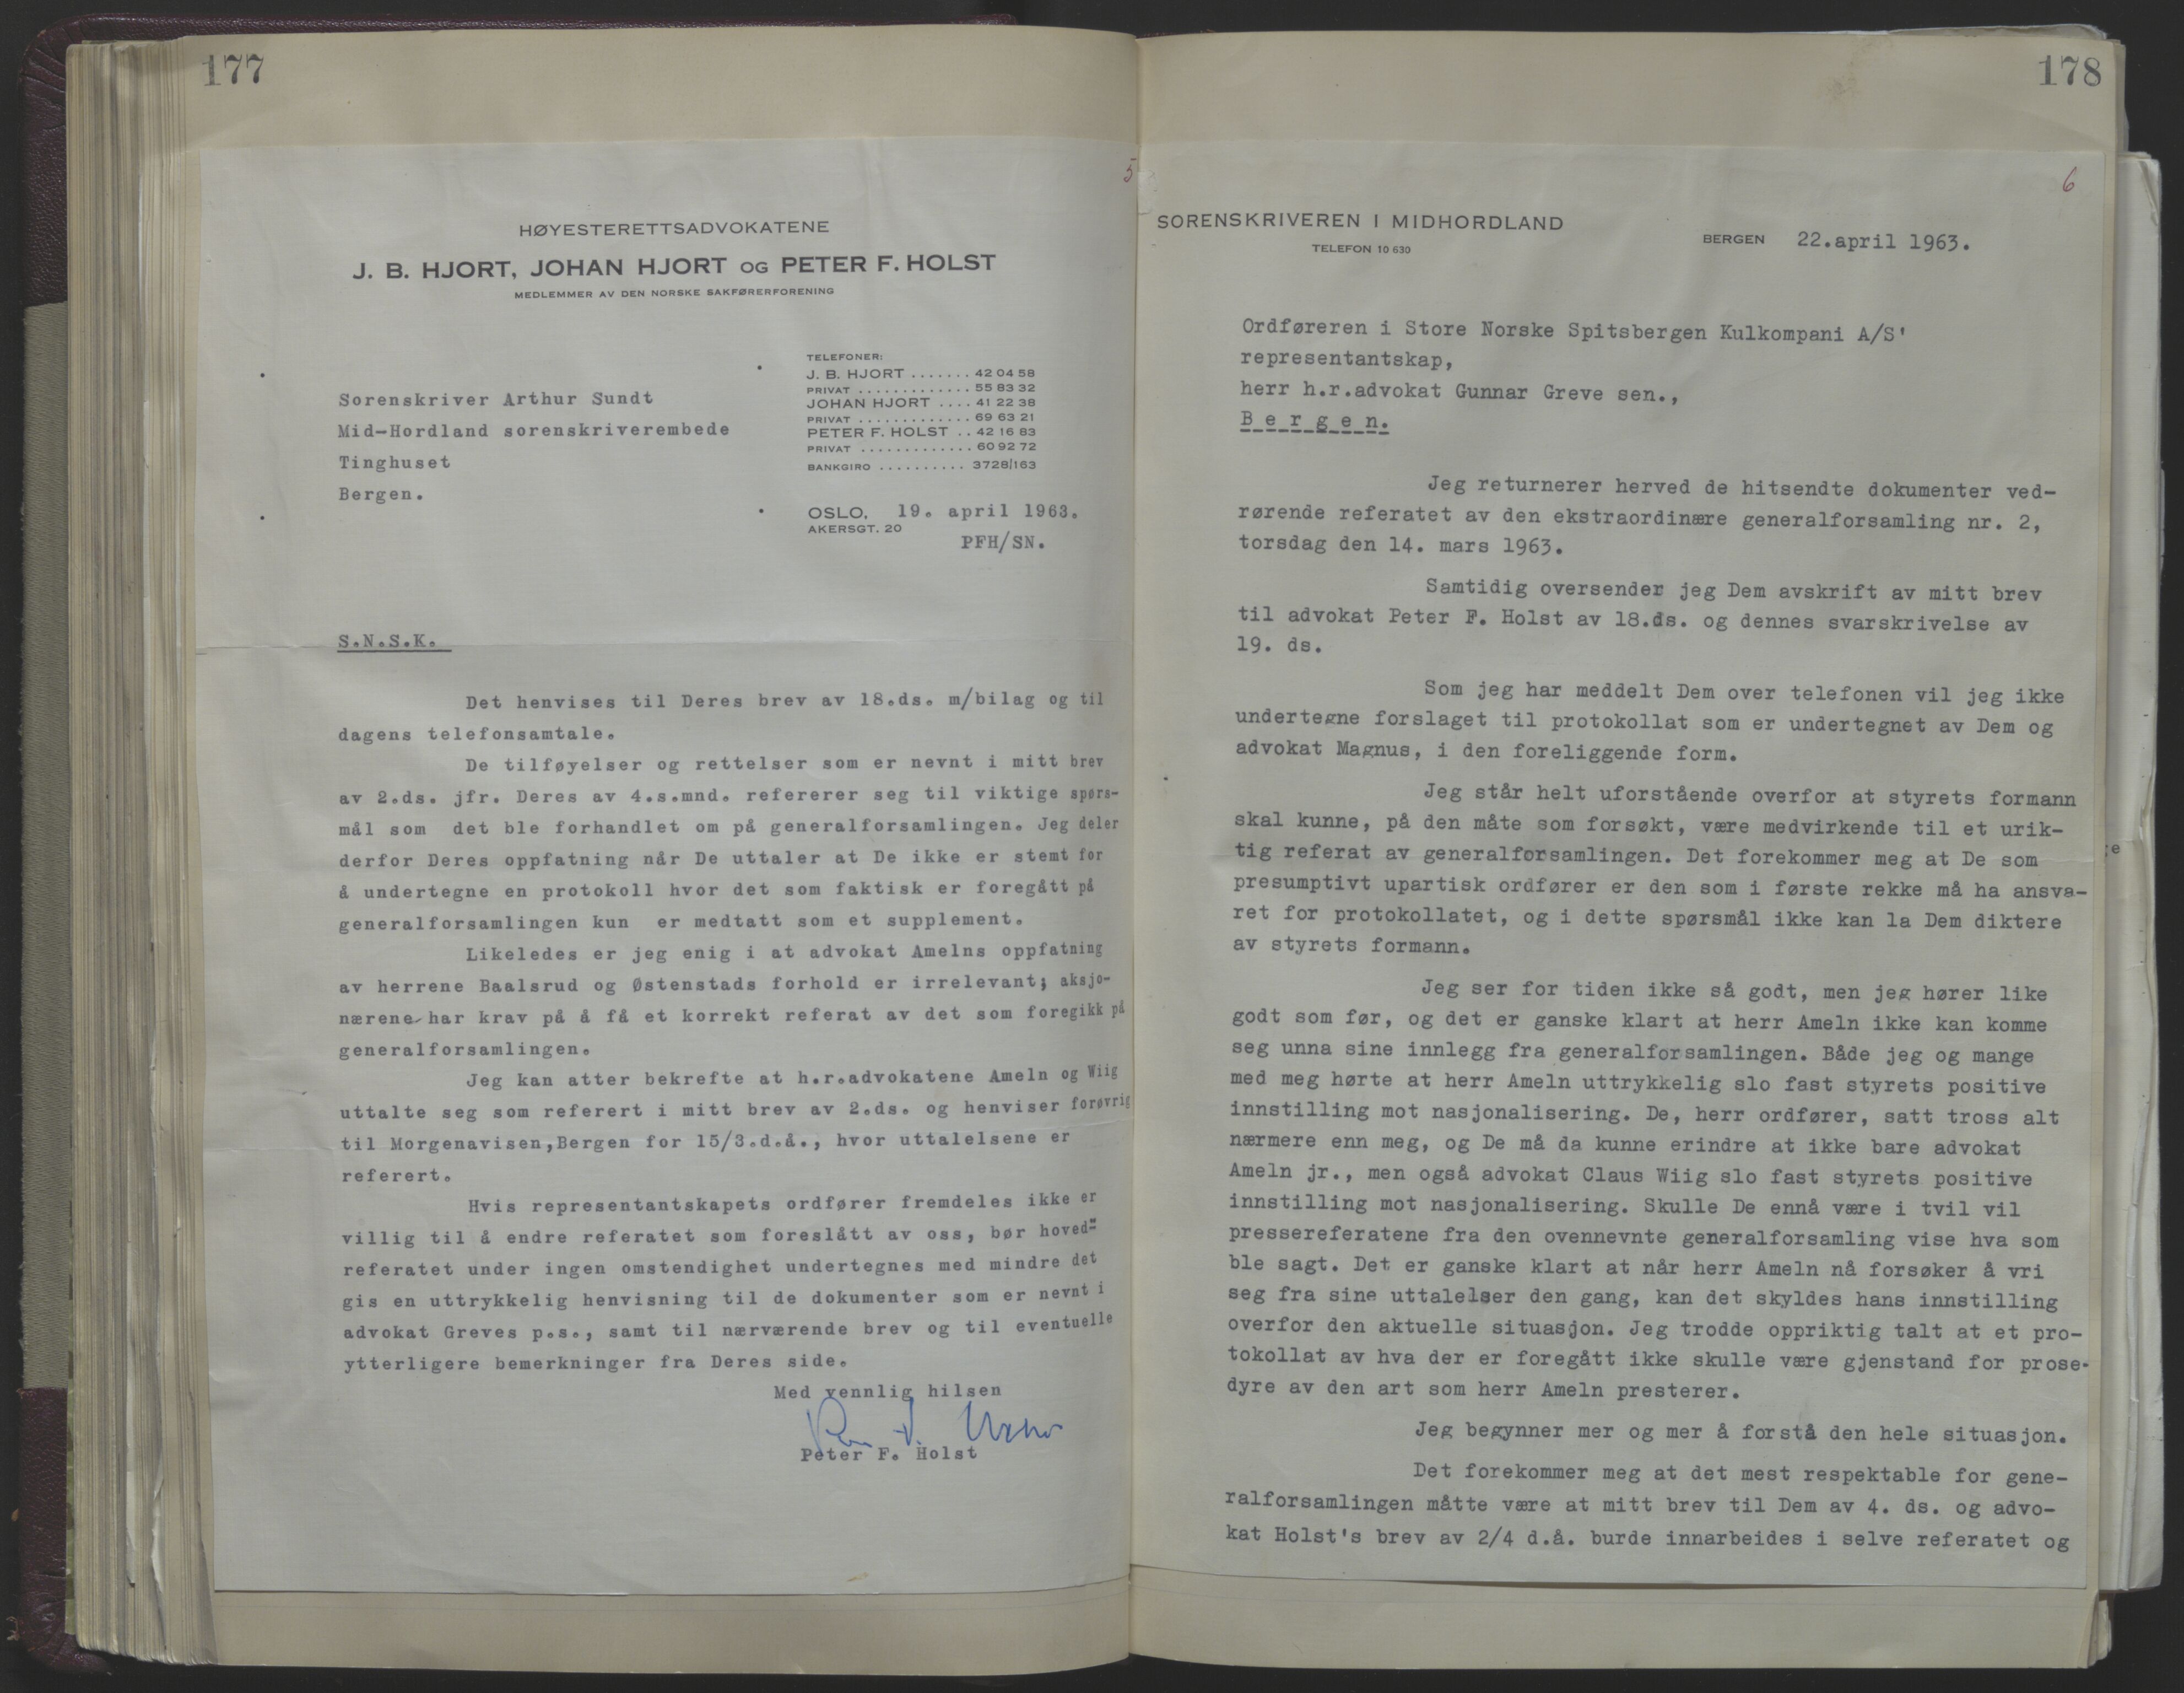 177
5
HØYESTERETTSADVOKATENE
J. B. HJORT, JOHAN HJORT OG PETER F. HOLST
MEDLEMMER AV DEN NORSKE SAKFØRERFORENING
TELEFONER:
J. B. HJORT ....... 42 04 58
PRIVAT ............. 55 83 32
JOHAN HJORT .... 41 22 38
PRIVAT ............. 69 63 21
PETER F. HOLST .. 42 16 83
PRIVAT ............. 60 92 72
BANKGIRO .......... 3728/163
Sorenskriver Arthur Sundt
Mid-Hordland sorenskriverembede
Tinghuset
Bergen.
OSLO, 19. april 1963.
AKERSGT. 20
PFH/SN.
S.N.S.K.
Det henvises til Deres brev av 18.ds. m/bilag og til
dagens telefonsamtale.
De tilføyelser og rettelser som er nevnt i mitt brev
av 2.ds. jfr. Deres av 4.s.mnd. refererer seg til viktige spørs-
mål som det ble forhandlet om på generalforsamlingen. Jeg deler
derfor Deres oppfatning når De uttaler at De ikke er stemt for
å undertegne en protokoll hvor det som faktisk er foregått på
generalforsamlingen kun er medtatt som et supplement.
Likeledes er jeg enig i at advokat Amelns oppfatning
av herrene Baalsrud og Østenstads forhold er irrelevant; aksjo-
nærene har krav på å få et korrekt referat av det som foregikk på
generalforsamlingen.
Jeg kan atter bekrefte at h.r.advokatene Ameln og Wiig
uttalte seg som referert i mitt brev av 2.ds. og henviser forøvrig
til Morgenavisen,Bergen for 15/3.d.å., hvor uttalelsene er
referert.
Hvis representantskapets ordfører fremdeles ikke er
villig til å endre referatet som foreslått av oss, bør hoved-
referatet under ingen omstendighet undertegnes med mindre det
gis en uttrykkelig henvisning til de dokumenter som er nevnt i
advokat Greves p.s., samt til nærværende brev og til eventuelle
ytterligere bemerkninger fra Deres side.
Med vennlig hilsen
Peter F. Holst
178
6
SORENSKRIVEREN I MIDHORDLAND
TELEFON 10 630
BERGEN 22.april 1963.
Ordføreren i Store Norske Spitsbergen Kulkompani A/S'
representantskap,
herr h.r.advokat Gunnar Greve sen.,
B e r g e n.
Jeg returnerer herved de hitsendte dokumenter ved-
rørende referatet av den ekstraordinære generalforsamling nr. 2,
torsdag den 14. mars 1963.
Samtidig oversender jeg Dem avskrift av mitt brev
til advokat Peter F. Holst av 18.ds. og dennes svarskrivelse av
19. ds.
Som jeg har meddelt Dem over telefonen vil jeg ikke
undertegne forslaget til protokollat som er undertegnet av Dem og
advokat Magnus, i den foreliggende form.
Jeg står helt uforstående overfor at styrets formann
skal kunne, på den måte som forsøkt, være medvirkende til et urik-
tig referat av generalforsamlingen. Det forekommer meg at De som
presumptivt upartisk ordfører er den som i første rekke må ha ansva-
ret for protokollatet, og i dette spørsmål ikke kan la Dem diktere
av styrets formann.
Jeg ser for tiden ikke så godt, men jeg hører like
godt som før, og det er ganske klart at herr Ameln ikke kan komme
seg unna sine innlegg fra generalforsamlingen. Både jeg og mange
med meg hørte at herr Ameln uttrykkelig slo fast styrets positive
innstilling mot nasjonalisering. De, herr ordfører, satt tross alt
nærmere enn meg, og De må da kunne erindre at ikke bare advokat
Ameln jr., men også advokat Claus Wiig slo fast styrets positive
innstilling mot nasjonalisering. Skulle De ennå være i tvil vil
pressereferatene fra den ovennevnte generalforsamling vise hva som
ble sagt. Det er ganske klart at når herr Ameln nå forsøker å vri
seg fra sine uttalelser den gang, kan det skyldes hans innstilling
overfor den aktuelle situasjon. Jeg trodde oppriktig talt at et pro-
tokollat av hva der er foregått ikke skulle være gjenstand for prose-
dyre av den art som herr Ameln presterer.
Jeg begynner mer og mer å forstå den hele situasjon.
Det forekommer meg at det mest respektable for gene-
ralforsamlingen måtte være at mitt brev til Dem av 4. ds. og advo-
kat Holst's brev av 2/4 d.å. burde innarbeides i selve referatet og